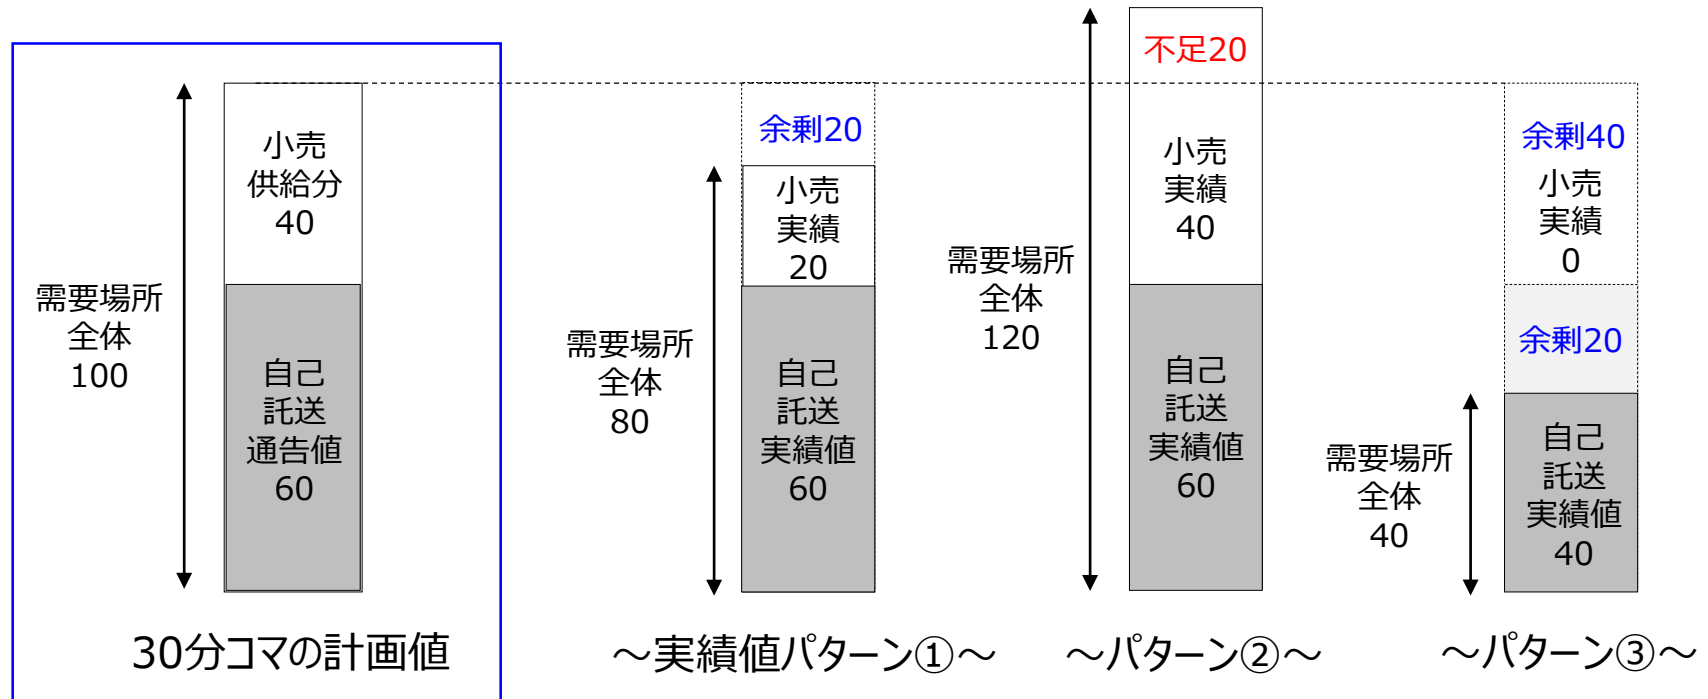 小売
供給分
40
需要場所
全体
100
自己
託送
通告値
60
30分コマの計画値
余剰20
小売
実績
20
需要場所
全体
80
自己
託送
実績値
60
～実績値パターン①～
不足20
小売
実績
40
需要場所
全体
120
自己
託送
実績値
60
～パターン②～
余剰40
小売
実績
0
余剰20
需要場所
全体
40
自己
託送
実績値
40
～パターン③～